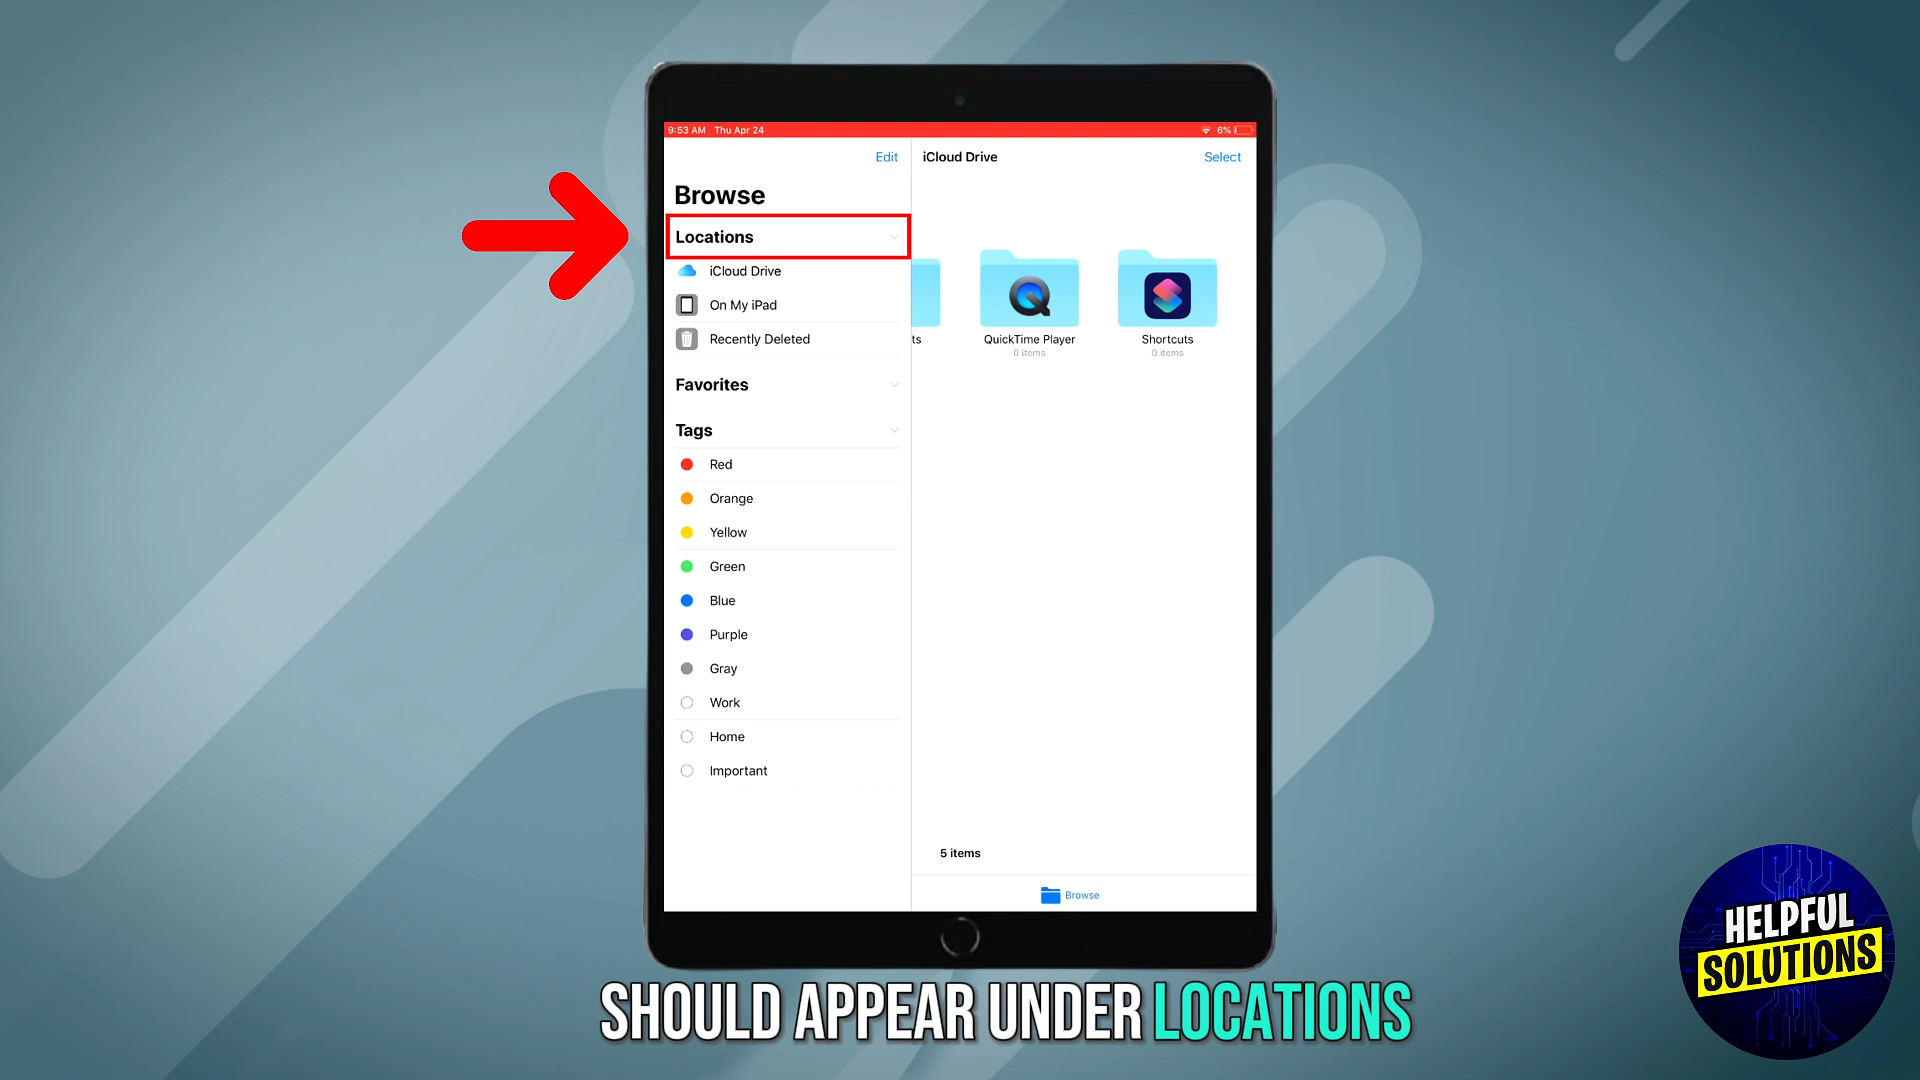 9:53 AM Thu Apr 24 6%
Edit
iCloud Drive
Select
Browse
Locations
iCloud Drive
On My iPad
Recently Deleted
Favorites
Tags
Red
Orange
Yellow
Green
Blue
Purple
Gray
Work
Home
Important
ts
QuickTime Player
0 items
Shortcuts
0 items
5 items
Browse
SHOULD APPEAR UNDER LOCATIONS
HELPFUL
SOLUTIONS